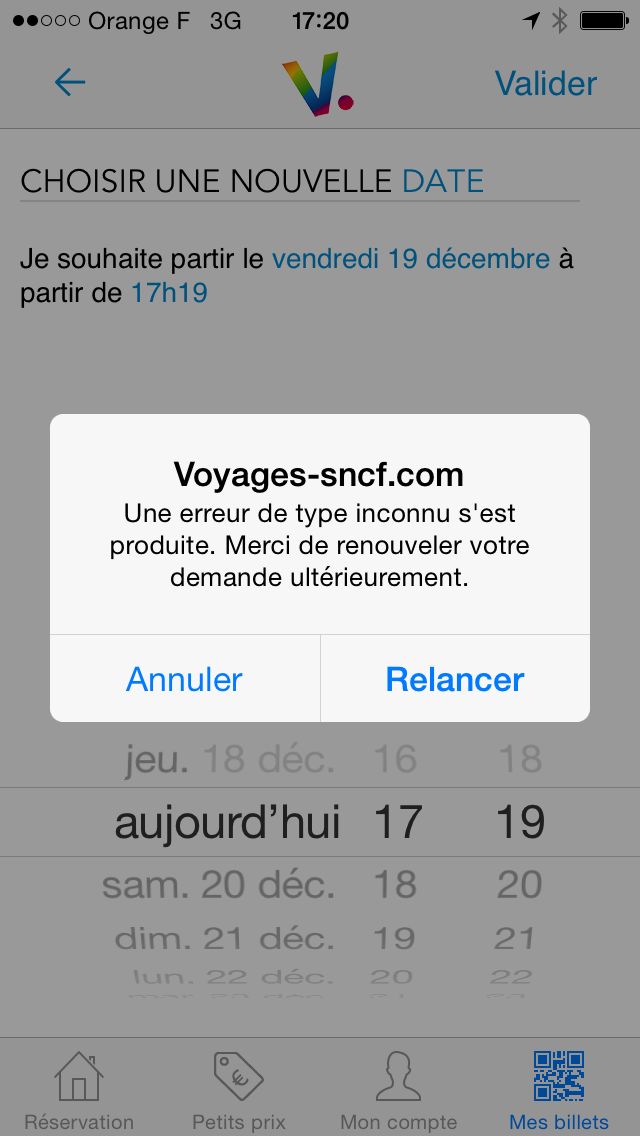 Orange F 3G 17:20
V.
Valider
CHOISIR UNE NOUVELLE DATE
Je souhaite partir le vendredi 19 décembre à
partir de 17h19
Voyages-sncf.com
Une erreur de type inconnu s'est
produite. Merci de renouveler votre
demande ultérieurement.
Annuler
Relancer
jeu. 18 déc. 16 18
aujourd’hui 17 19
sam. 20 déc. 18 20
dim. 21 déc. 19 21
lun. 22 déc. 20 22
Réservation
Petits prix
Mon compte
Mes billets